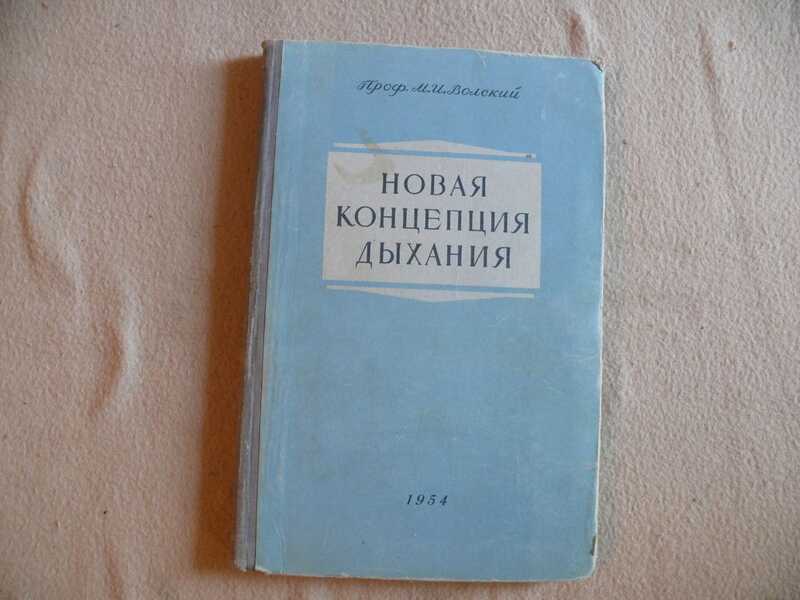 Проф. М.И.Волский
НОВАЯ
КОНЦЕПЦИЯ
ДЫХАНИЯ
1954